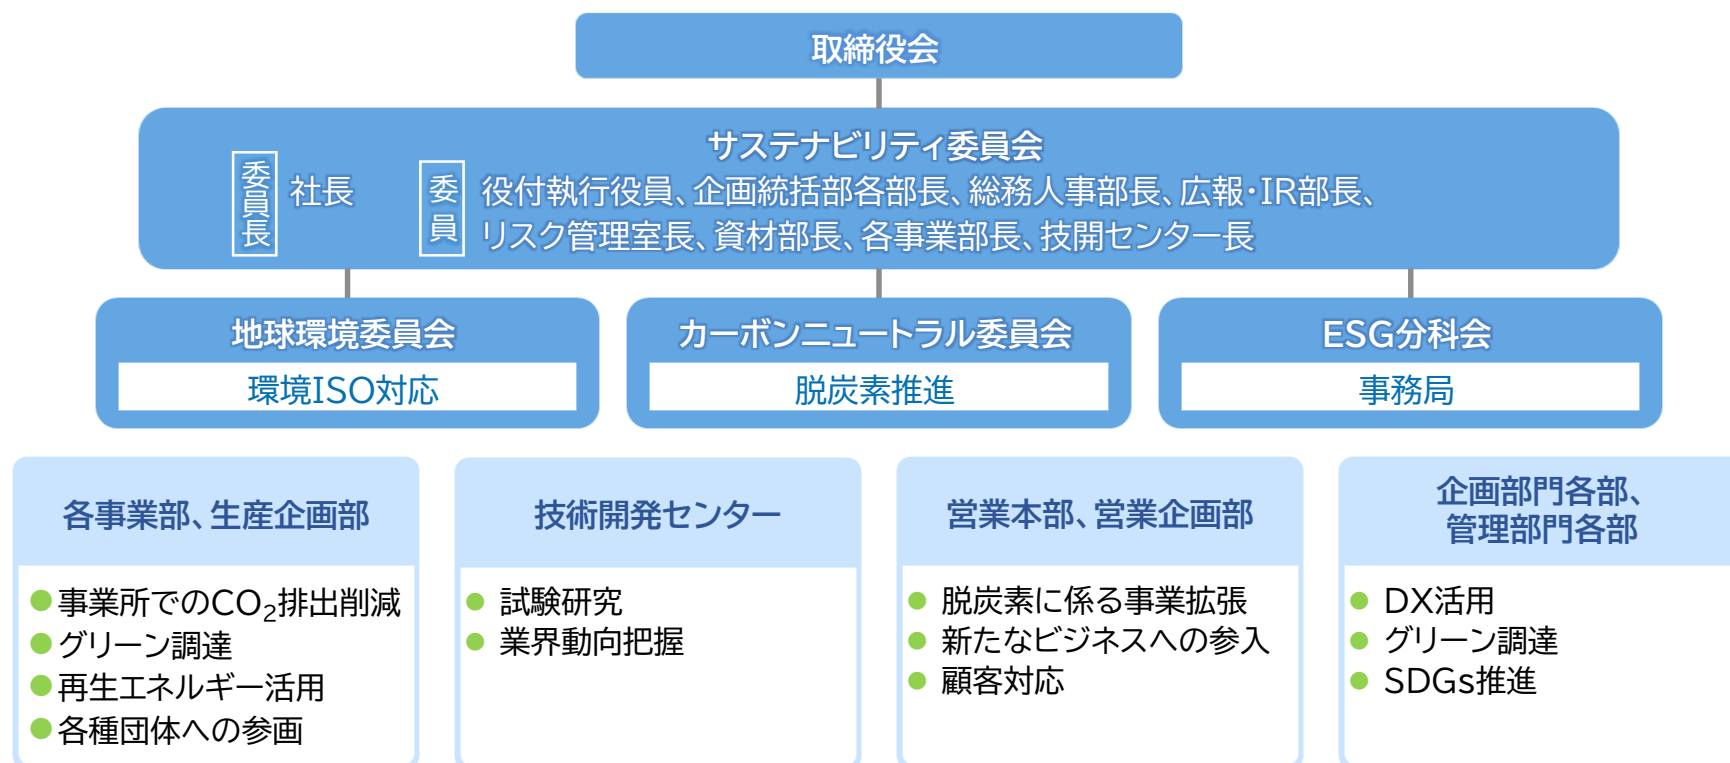 取締役会
サステナビリティ委員会
委員長
社長
委員
役付執行役員、企画統括部各部長、総務人事部長、広報・IR部長、
リスク管理室長、資材部長、各事業部長、技開センター長
地球環境委員会
環境ISO対応
カーボンニュートラル委員会
脱炭素推進
ESG分科会
事務局
各事業部、生産企画部
●事業所でのCO₂排出削減
●グリーン調達
●再生エネルギー活用
●各種団体への参画
技術開発センター
● 試験研究
● 業界動向把握
営業本部、営業企画部
● 脱炭素に係る事業拡張
● 新たなビジネスへの参入
● 顧客対応
企画部門各部、
管理部門各部
● DX活用
● グリーン調達
● SDGs推進